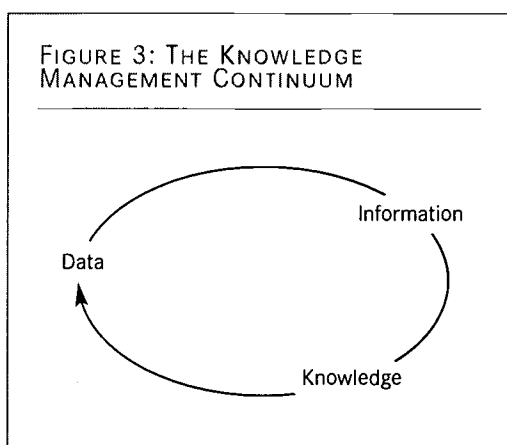 FIGURE 3: THE KNOWLEDGE
MANAGEMENT CONTINUUM
Information
Data
Knowledge